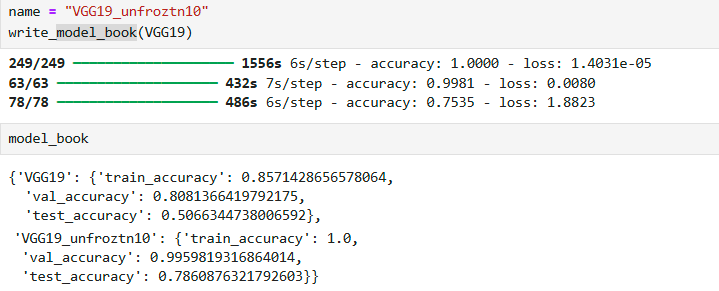 name = "VGG19_unfroztn10"
write_model_book(VGG19)
249/249 ━━━━━━━━━━━━━━━━━━━━ 1556s 6s/step - accuracy: 1.0000 - loss: 1.4031e-05
63/63 ━━━━━━━━━━━━━━━━━━━━ 432s 7s/step - accuracy: 0.9981 - loss: 0.0080
78/78 ━━━━━━━━━━━━━━━━━━━━ 486s 6s/step - accuracy: 0.7535 - loss: 1.8823
model_book
{'VGG19': {'train_accuracy': 0.8571428656578064,
'val_accuracy': 0.8081366419792175,
'test_accuracy': 0.5066344738006592},
'VGG19_unfroztn10': {'train_accuracy': 1.0,
'val_accuracy': 0.9959819316864014,
'test_accuracy': 0.7860876321792603}}